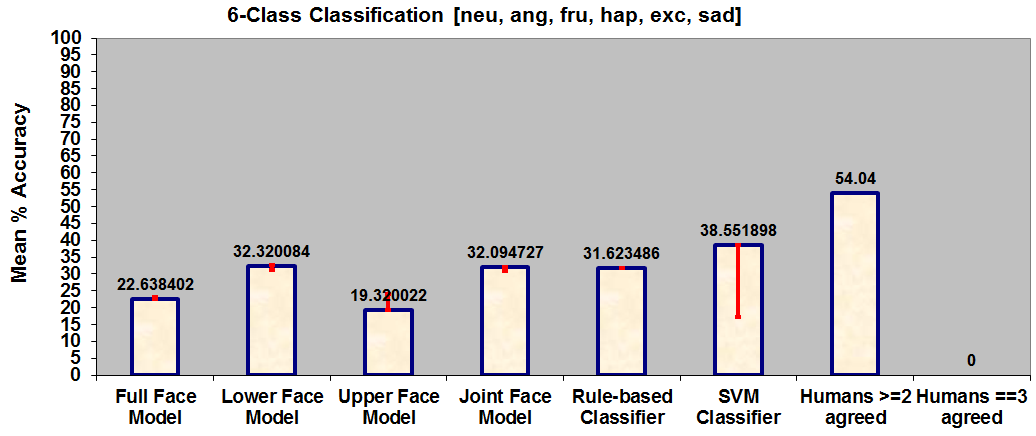 6-Class Classification [neu, ang, fru, hap, exc, sad]
Mean % Accuracy
100
95
90
85
80
75
70
65
60
55
50
45
40
35
30
25
20
15
10
5
0
22.638402
32.320084
19.320022
32.094727
31.623486
38.551898
54.04
0
Full Face
Model
Lower Face
Model
Upper Face
Model
Joint Face
Model
Rule-based
Classifier
SVM
Classifier
Humans >=2
agreed
Humans ==3
agreed